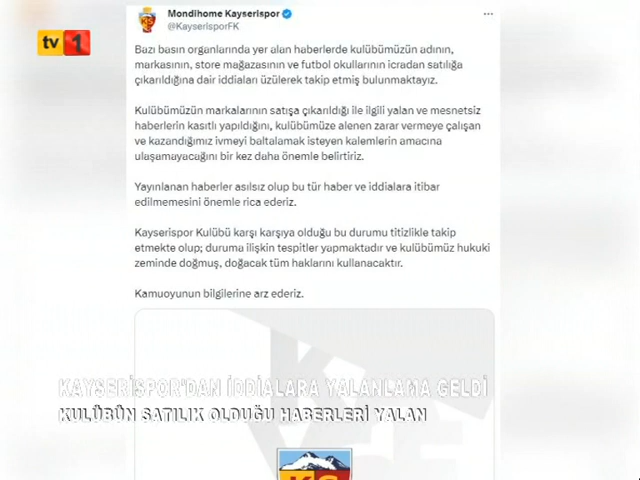 Mondihome Kayserispor
@KayserisporFK
tv 1
Bazı basın organlarında yer alan haberlerde kulübümüzün adının,
markasının, store mağazasının ve futbol okullarının icradan satılığa
çıkarıldığına dair iddiaları üzülerek takip etmiş bulunmaktayız.
Kulübümüzün markalarının satışa çıkarıldığı ile ilgili yalan ve mesnetsiz
haberlerin kasıtlı yapıldığını, kulübümüze alenen zarar vermeye çalışan
ve kazandığımız ivmeyi baltalamak isteyen kalemlerin amacına
ulaşamayacağını bir kez daha önemle belirtiriz.
Yayınlanan haberler asılsız olup bu tür haber ve iddialara itibar
edilmemesini önemle rica ederiz.
Kayserispor Kulübü karşı karşıya olduğu bu durumu titizlikle takip
etmekte olup; duruma ilişkin tespitler yapmaktadır ve kulübümüz hukuki
zeminde doğmuş, doğacak tüm haklarını kullanacaktır.
Kamuoyunun bilgilerine arz ederiz.
KAYSERİSPOR'DAN İDDİALARA YALANLAMA GELDİ
KULÜBÜN SATILIK OLDUĞU HABERLERİ YALAN